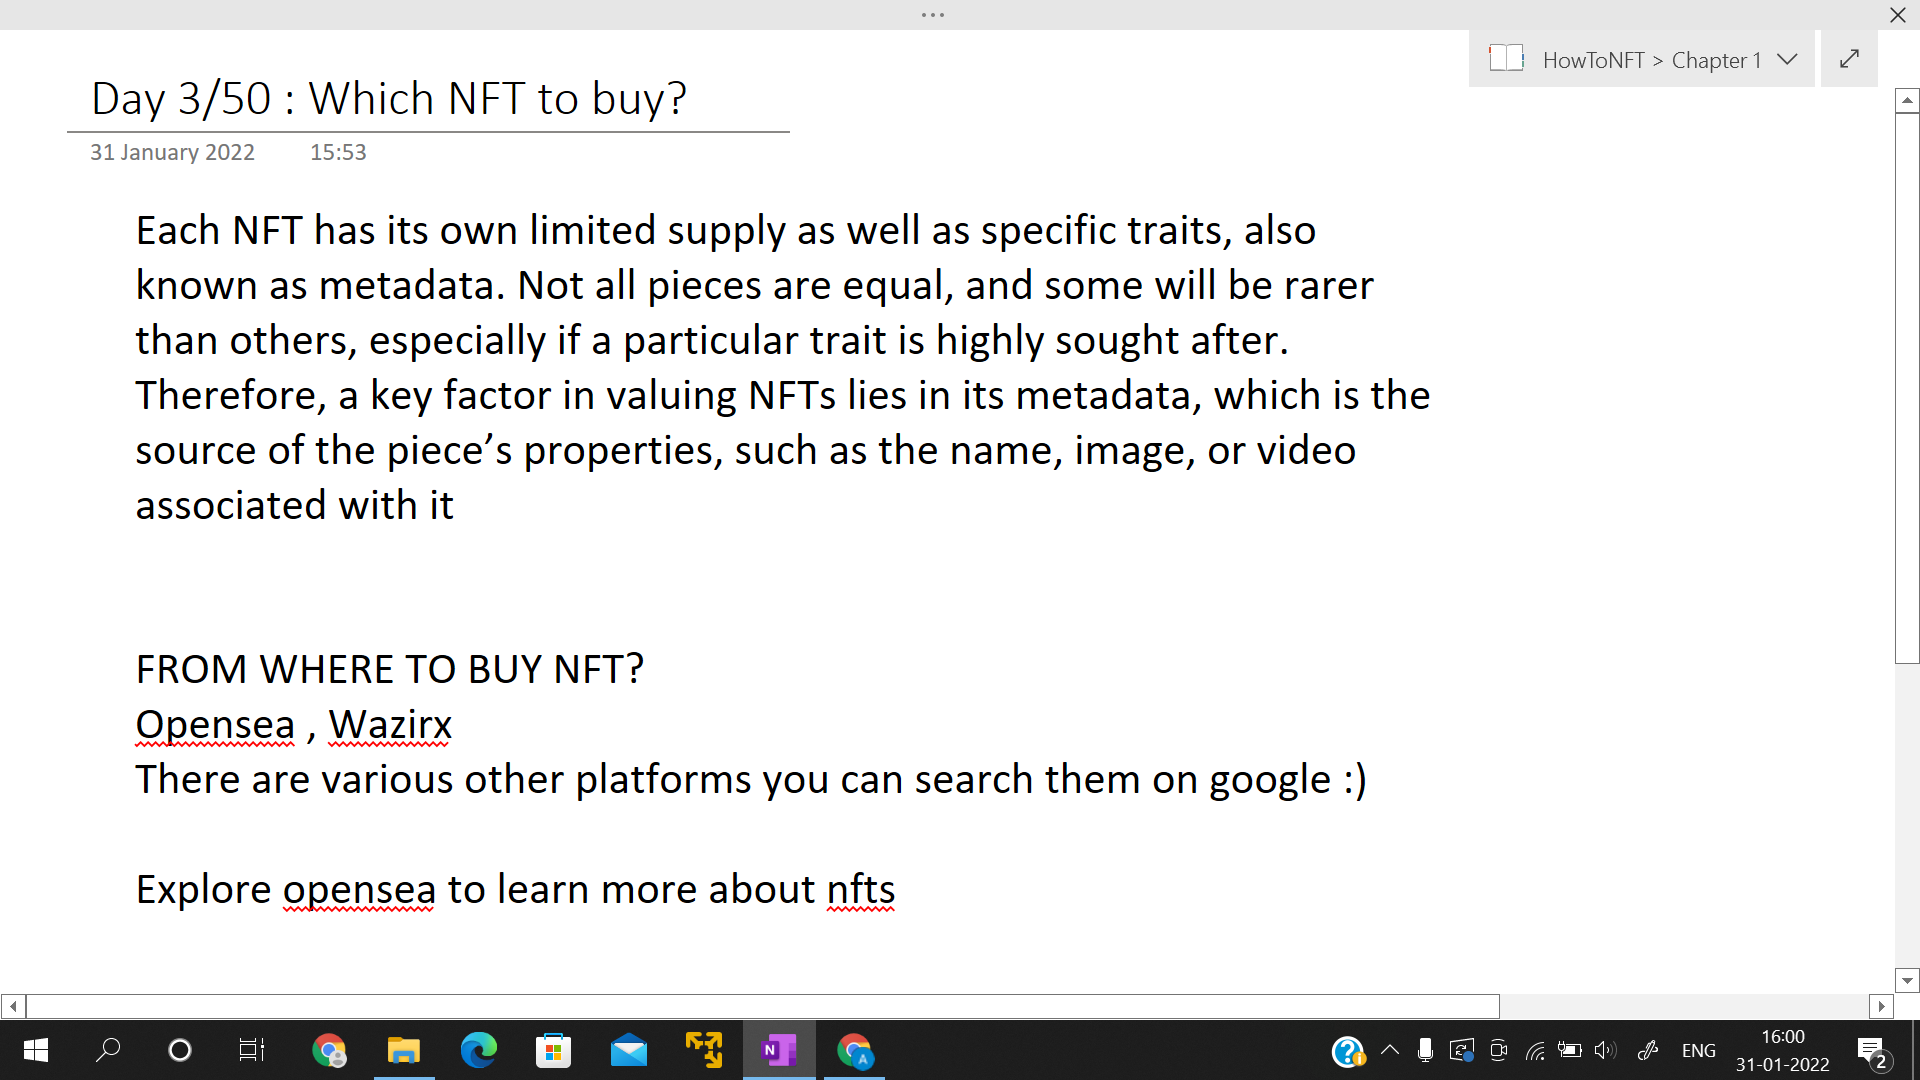 HowToNFT > Chapter 1
Day 3/50 : Which NFT to buy?
31 January 2022 15:53
Each NFT has its own limited supply as well as specific traits, also
known as metadata. Not all pieces are equal, and some will be rarer
than others, especially if a particular trait is highly sought after.
Therefore, a key factor in valuing NFTs lies in its metadata, which is the
source of the piece’s properties, such as the name, image, or video
associated with it
FROM WHERE TO BUY NFT?
Opensea , Wazirx
There are various other platforms you can search them on google :)
Explore opensea to learn more about nfts
N
A
ENG
16:00
31-01-2022
2